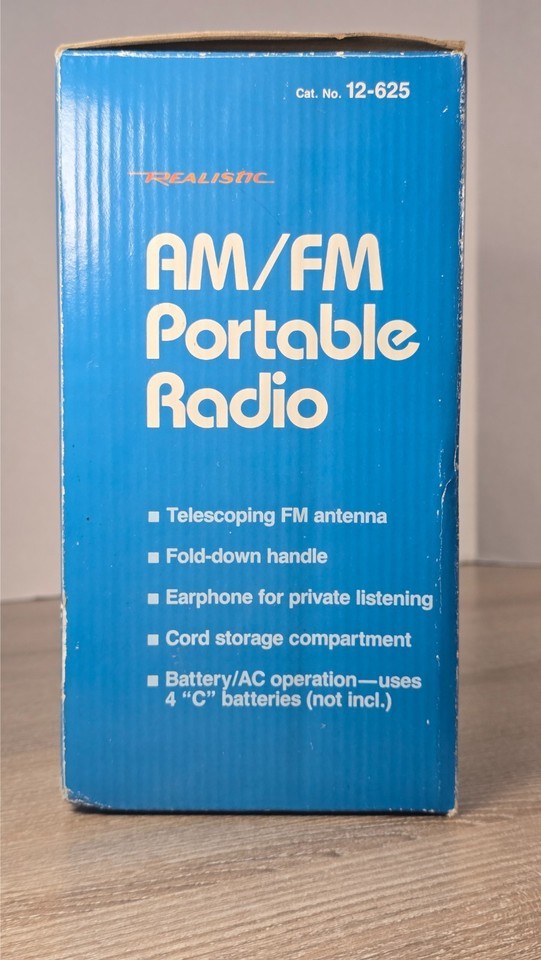 Cat. No. 12-625
REALISTIC
AM/FM
Portable
Radio
■ Telescoping FM antenna
■ Fold-down handle
■ Earphone for private listening
■ Cord storage compartment
■ Battery/AC operation—uses
4 “C” batteries (not incl.)